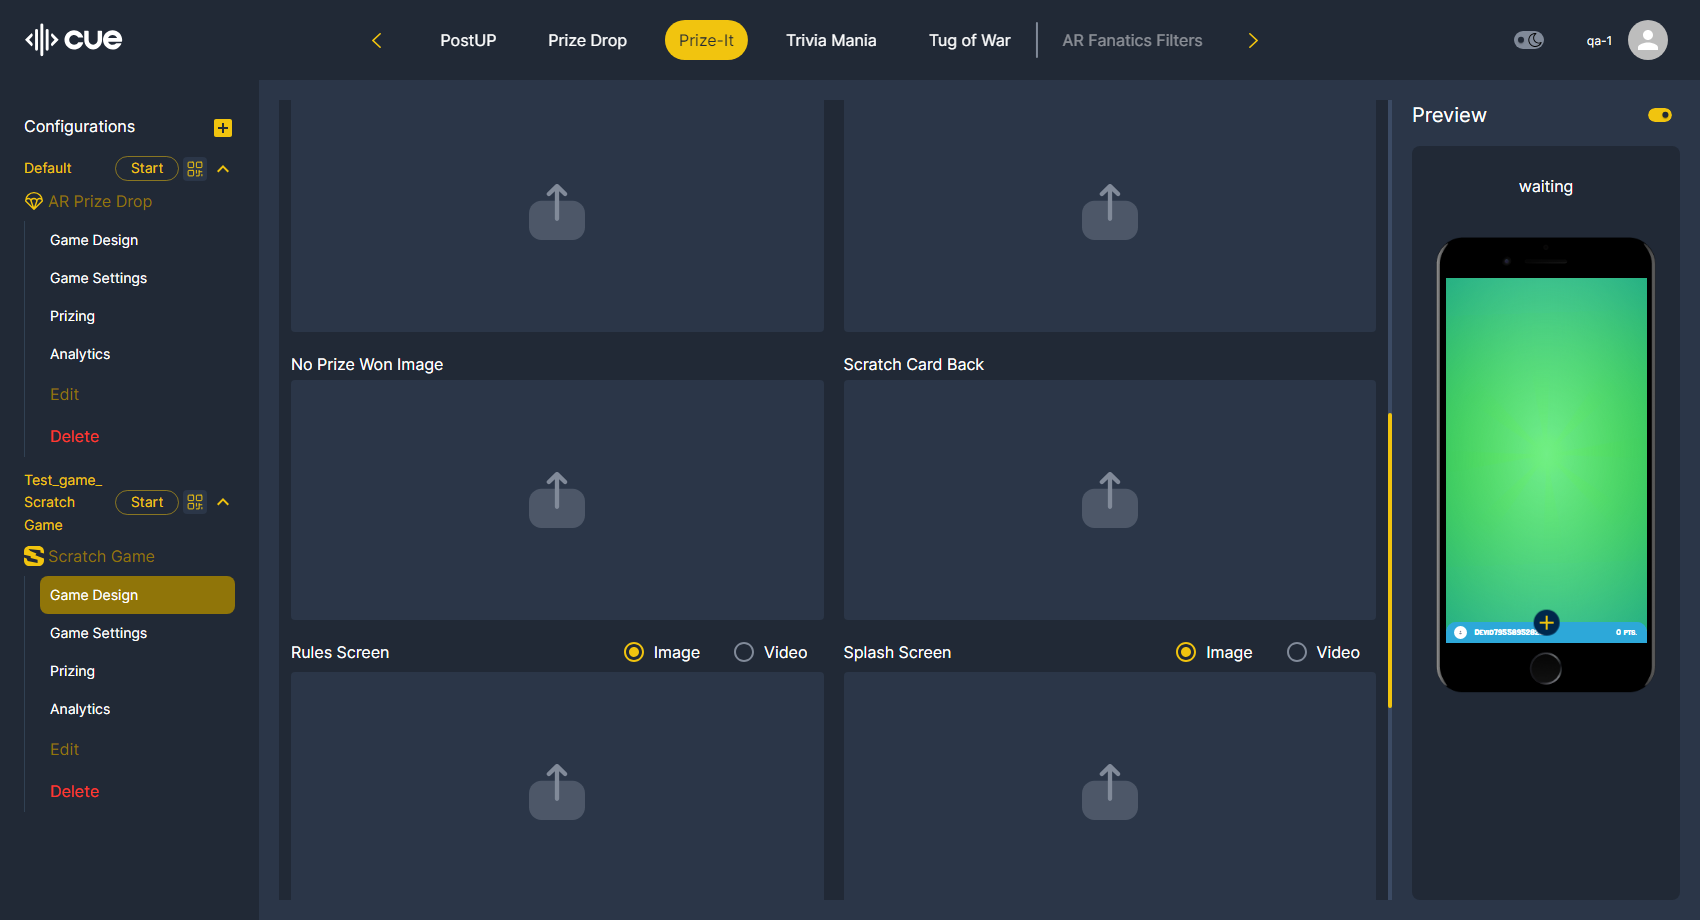 cue
PostUP
Prize Drop
Prize-It
Trivia Mania
Tug of War
AR Fanatics Filters
qa-1
Configurations
Default
Start
AR Prize Drop
Game Design
Game Settings
Prizing
Analytics
Edit
Delete
Test_game_
Scratch
Game
Start
Scratch Game
Game Design
Game Settings
Prizing
Analytics
Edit
Delete
No Prize Won Image
Scratch Card Back
Rules Screen
Image
Video
Splash Screen
Image
Video
Preview
waiting
0 PTS.